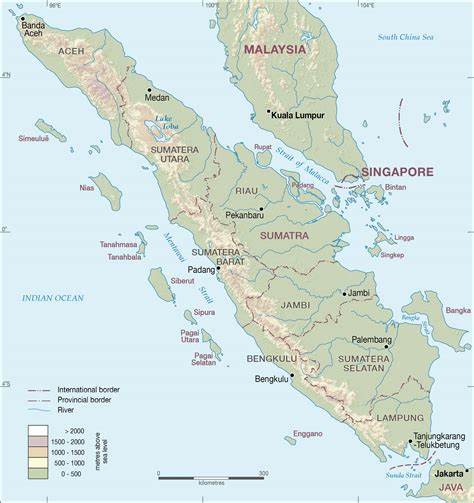 100°E
104°E
Banda
Aceh
ACEH
MALAYSIA
South China Sea
4°N
Medan
Kuala Lumpur
Lake
Toba
Simeulue
SUMATERA
UTARA
Strait of Malacca
Rupat
SINGAPORE
Nias
Padang
Bintan
RIAU
Pekanbaru
0°
SUMATRA
Lingga
Tanahmasa
Tanahbala
Mentawai
Strait
SUMATERA
BARAT
Singkep
Padang
Siberut
INDIAN OCEAN
JAMBI
Jambi
Bangka
Sipura
Bangka
Strait
Pagai
Utara
Palembang
Pagai
Selatan
BENGKULU
SUMATERA
SELATAN
Bengkulu
4°S
International border
Provincial border
River
LAMPUNG
Enggano
> 2000
1500 - 2000
1000 - 1500
500 - 1000
0 - 500
metres above
sea level
Tanjungkarang
-Telukbetung
0
300
kilometres
Sunda Strait
Jakarta
JAVA